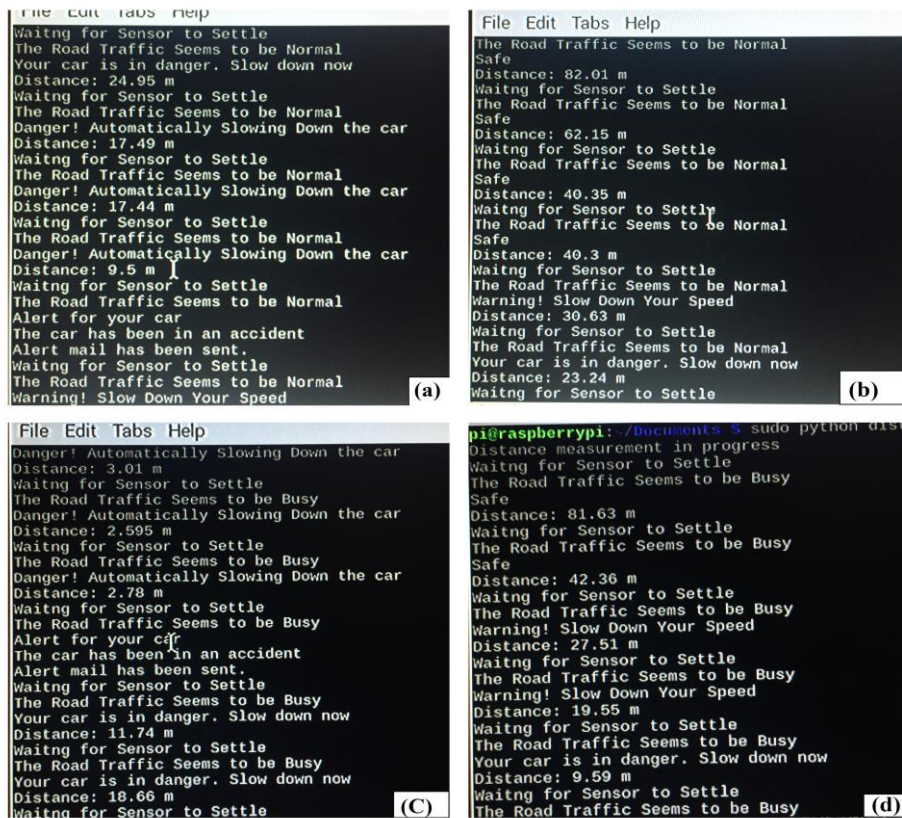 File Edit Tabs Help
Waitng for Sensor to Settle
The Road Traffic Seems to be Normal
Your car is in danger. Slow down now
Distance: 24.95 m
Waitng for Sensor to Settle
The Road Traffic Seems to be Normal
Danger! Automatically Slowing Down the car
Distance: 17.49 m
Waitng for Sensor to Settle
The Road Traffic Seems to be Normal
Danger! Automatically Slowing Down the car
Distance: 17.44 m
Waitng for Sensor to Settle
The Road Traffic Seems to be Normal
Danger! Automatically Slowing Down the car
Distance: 9.5 m
Waitng for Sensor to Settle
The Road Traffic Seems to be Normal
Alert for your car
The car has been in an accident
Alert mail has been sent.
Waitng for Sensor to Settle
The Road Traffic Seems to be Normal
Warning! Slow Down Your Speed
(a)
File Edit Tabs Help
The Road Traffic Seems to be Normal
Safe
Distance: 82.01 m
Waitng for Sensor to Settle
The Road Traffic Seems to be Normal
Safe
Distance: 62.15 m
Waitng for Sensor to Settle
The Road Traffic Seems to be Normal
Safe
Distance: 40.35 m
Waitng for Sensor to Settle
The Road Traffic Seems to be Normal
Safe
Distance: 40.3 m
Waitng for Sensor to Settle
The Road Traffic Seems to be Normal
Warning! Slow Down Your Speed
Distance: 30.63 m
Waitng for Sensor to Settle
The Road Traffic Seems to be Normal
Your car is in danger. Slow down now
Distance: 23.24 m
Waitng for Sensor to Settle
(b)
File Edit Tabs Help
Danger! Automatically Slowing Down the car
Distance: 3.01 m
Waitng for Sensor to Settle
The Road Traffic Seems to be Busy
Danger! Automatically Slowing Down the car
Distance: 2.595 m
Waitng for Sensor to Settle
The Road Traffic Seems to be Busy
Danger! Automatically Slowing Down the car
Distance: 2.78 m
Waitng for Sensor to Settle
The Road Traffic Seems to be Busy
Alert for your car
The car has been in an accident
Alert mail has been sent.
Waitng for Sensor to Settle
The Road Traffic Seems to be Busy
Your car is in danger. Slow down now
Distance: 11.74 m
Waitng for Sensor to Settle
The Road Traffic Seems to be Busy
Your car is in danger. Slow down now
Distance: 18.66 m
Waitng for Sensor to Settle
(C)
pi@raspberrypi:~/Documents $ sudo python dist
Distance measurement in progress
Waitng for Sensor to Settle
The Road Traffic Seems to be Busy
Safe
Distance: 81.63 m
Waitng for Sensor to Settle
The Road Traffic Seems to be Busy
Safe
Distance: 42.36 m
Waitng for Sensor to Settle
The Road Traffic Seems to be Busy
Warning! Slow Down Your Speed
Distance: 27.51 m
Waitng for Sensor to Settle
The Road Traffic Seems to be Busy
Warning! Slow Down Your Speed
Distance: 19.55 m
Waitng for Sensor to Settle
The Road Traffic Seems to be Busy
Your car is in danger. Slow down now
Distance: 9.59 m
Waitng for Sensor to Settle
The Road Traffic Seems to be Busy
(d)